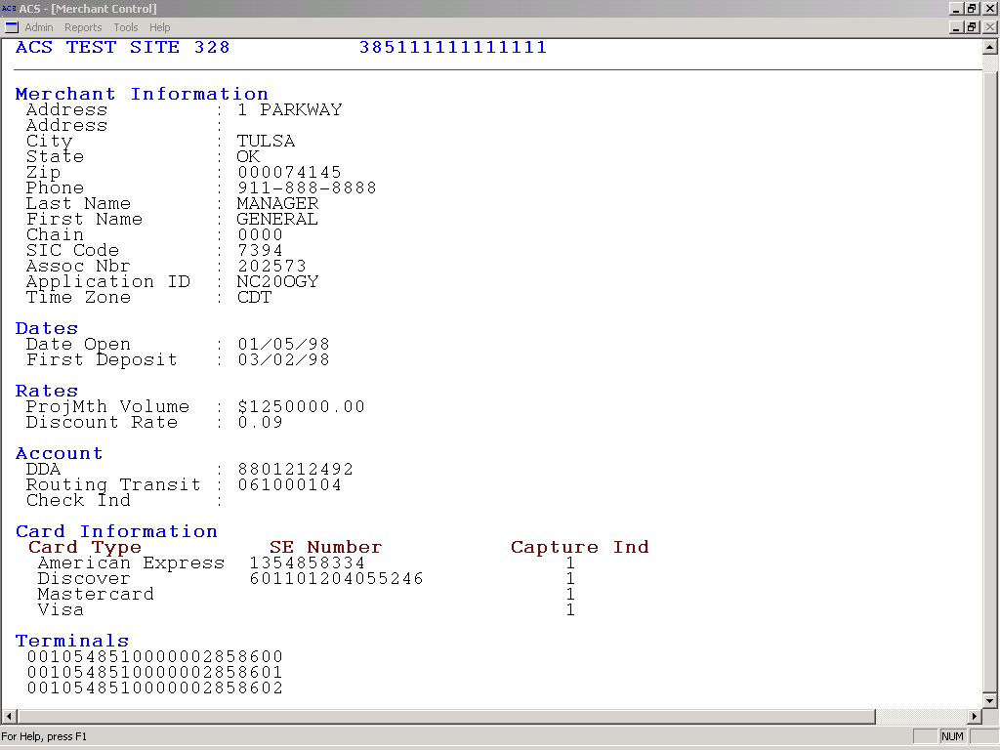 ACS - [Merchant Control]
Admin Reports Tools Help
ACS TEST SITE 328 385111111111111
Merchant Information
Address : 1 PARKWAY
Address :
City : TULSA
State : OK
Zip : 000074145
Phone : 911-888-8888
Last Name : MANAGER
First Name : GENERAL
Chain : 0000
SIC Code : 7394
Assoc Nbr : 202573
Application ID : NC20OGY
Time Zone : CDT
Dates
Date Open : 01/05/98
First Deposit : 03/02/98
Rates
ProjMth Volume : $1250000.00
Discount Rate : 0.09
Account
DDA : 8801212492
Routing Transit : 061000104
Check Ind :
Card Information
Card Type SE Number Capture Ind
American Express 1354858334 1
Discover 601101204055246 1
Mastercard 1
Visa 1
Terminals
0010548510000002858600
0010548510000002858601
0010548510000002858602
For Help, press F1 NUM